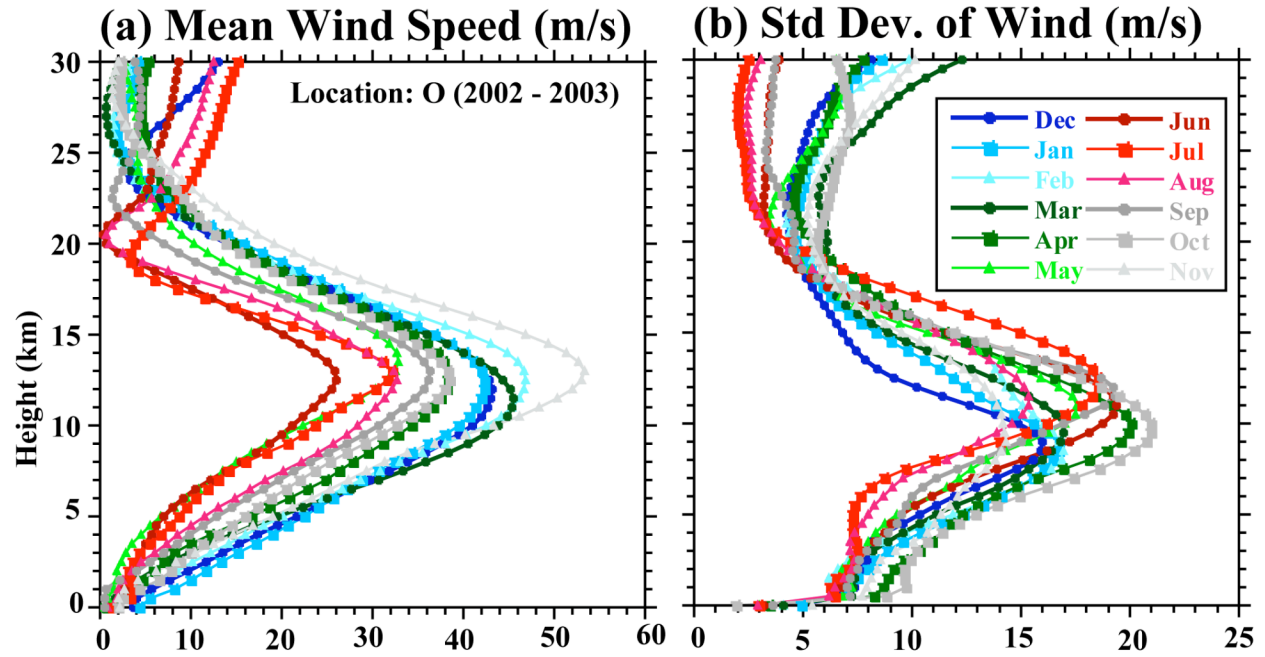 (a) Mean Wind Speed (m/s)
(b) Std Dev. of Wind (m/s)
Location: O (2002 - 2003)
Height (km)
30
25
20
15
10
5
0
0 10 20 30 40 50 60
Dec Jun
Jan Jul
Feb Aug
Mar Sep
Apr Oct
May Nov
0 5 10 15 20 25